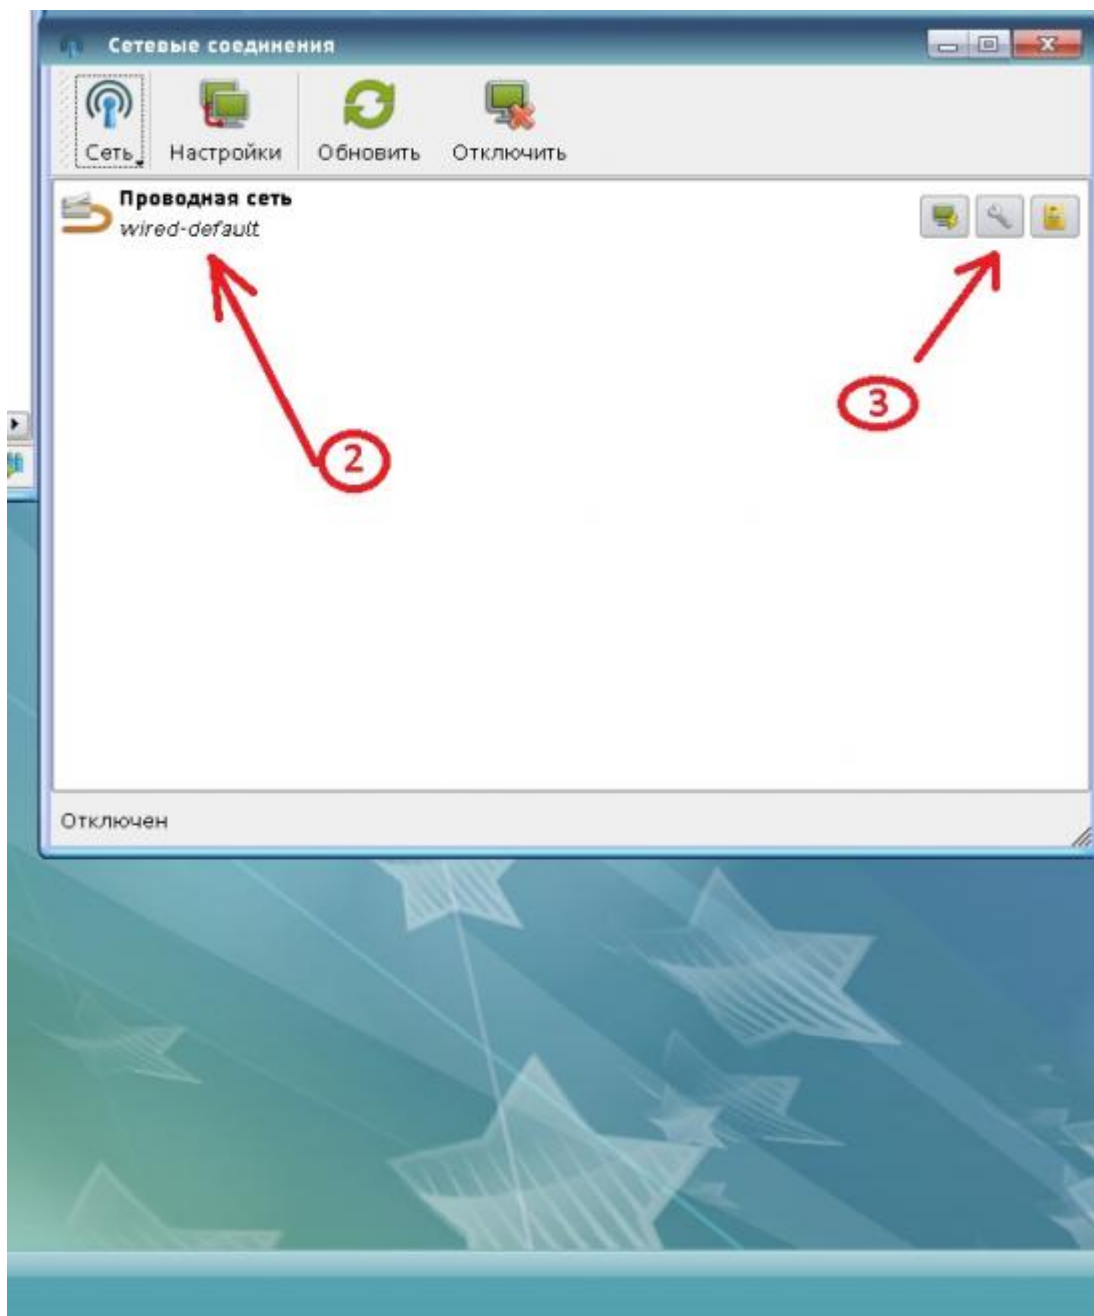 Сетевые соединения
Сеть Настройки Обновить Отключить
Проводная сеть
wired-default
3
2
Отключен